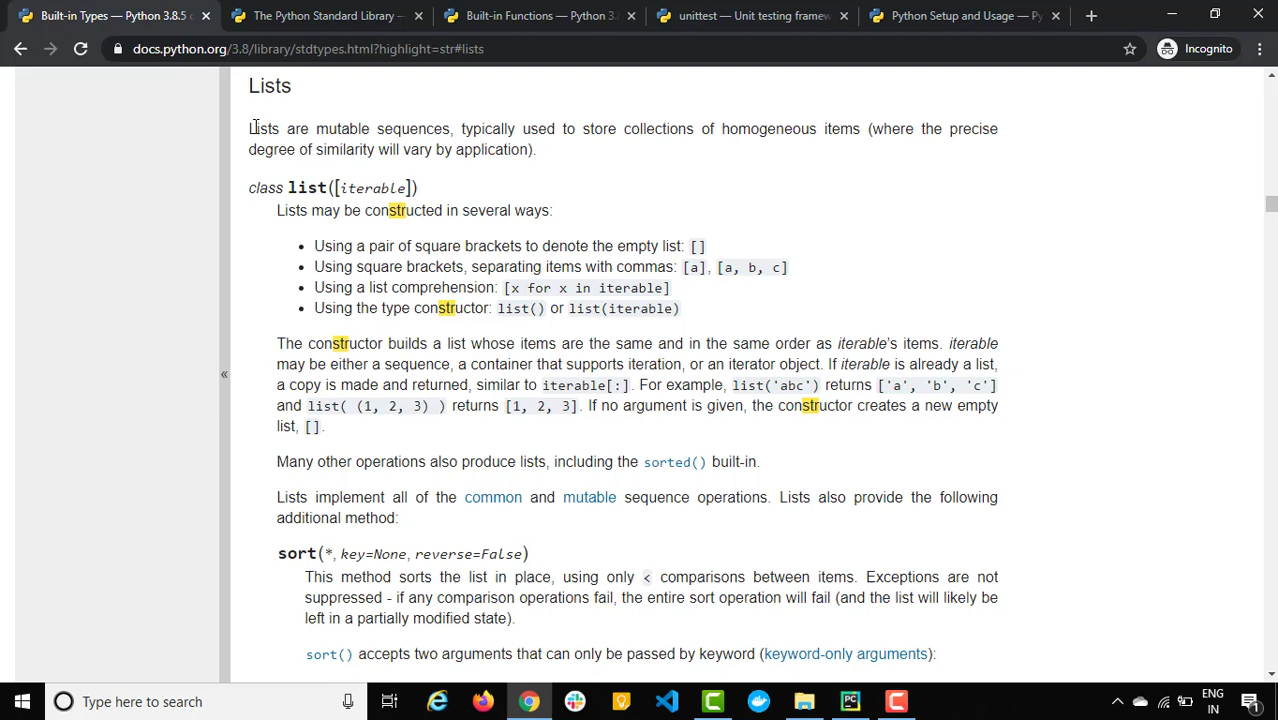 Built-in Types — Python 3.8.5 d
The Python Standard Library —
Built-in Functions — Python 3.
unittest — Unit testing framew
Python Setup and Usage — Py
docs.python.org/3.8/library/stdtypes.html?highlight=str#lists
Incognito
Lists
Lists are mutable sequences, typically used to store collections of homogeneous items (where the precise
degree of similarity will vary by application).
class list([iterable])
Lists may be constructed in several ways:
• Using a pair of square brackets to denote the empty list: []
• Using square brackets, separating items with commas: [a], [a, b, c]
• Using a list comprehension: [x for x in iterable]
• Using the type constructor: list() or list(iterable)
The constructor builds a list whose items are the same and in the same order as iterable's items. iterable
may be either a sequence, a container that supports iteration, or an iterator object. If iterable is already a list,
a copy is made and returned, similar to iterable[:]. For example, list('abc') returns ['a', 'b', 'c']
and list( (1, 2, 3) ) returns [1, 2, 3]. If no argument is given, the constructor creates a new empty
list, [].
Many other operations also produce lists, including the sorted() built-in.
Lists implement all of the common and mutable sequence operations. Lists also provide the following
additional method:
sort(*, key=None, reverse=False)
This method sorts the list in place, using only < comparisons between items. Exceptions are not
suppressed - if any comparison operations fail, the entire sort operation will fail (and the list will likely be
left in a partially modified state).
sort() accepts two arguments that can only be passed by keyword (keyword-only arguments):
«
Type here to search
ENG
IN
1